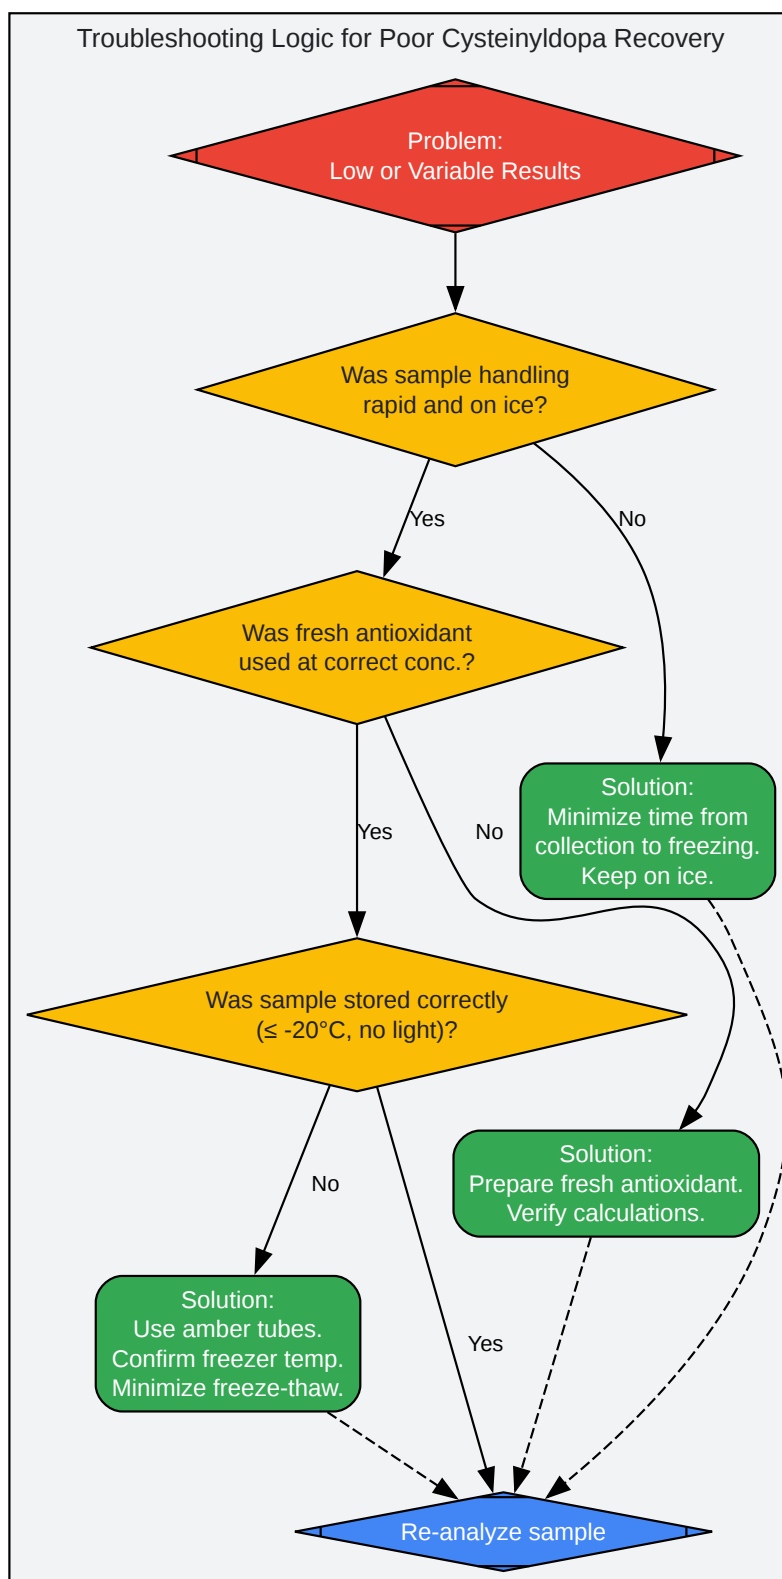 Troubleshooting Logic for Poor Cysteinyldopa Recovery
Problem:
Low or Variable Results
Was sample handling
rapid and on ice?
Yes
No
Was fresh antioxidant
used at correct conc.?
Solution:
Minimize time from
collection to freezing.
Keep on ice.
Yes
No
Was sample stored correctly
(≤ -20°C, no light)?
Solution:
Prepare fresh antioxidant.
Verify calculations.
No
Solution:
Use amber tubes.
Confirm freezer temp.
Minimize freeze-thaw.
Yes
Re-analyze sample